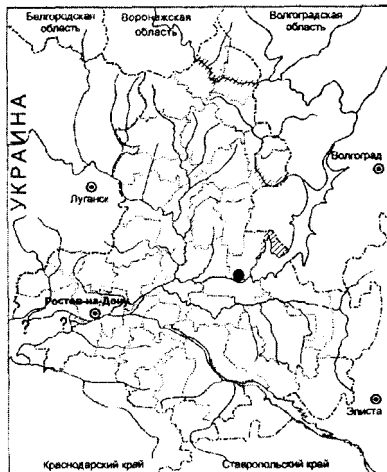 Белгородская
область
Воронежская
область
Волгоградская
область
УКРАИНА
Волгоград
Луганск
Ростов-на-Дону
? ?
Элиста
Краснодарский край
Ставропольский край